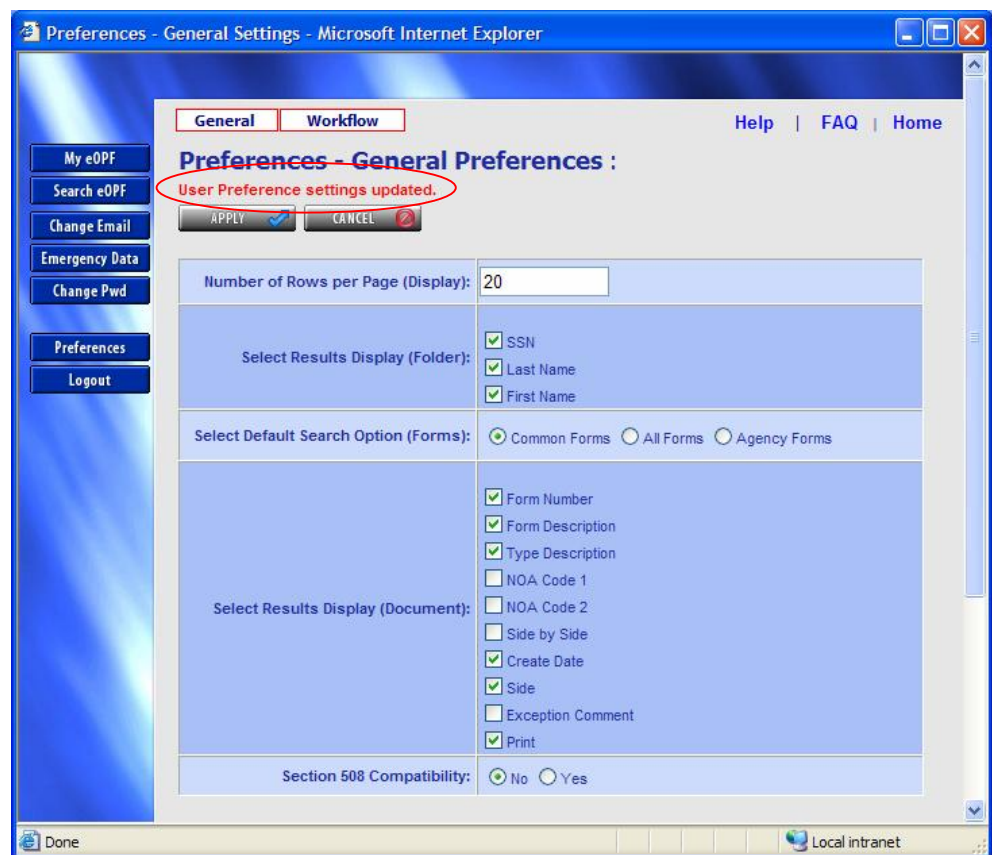 Preferences - General Settings - Microsoft Internet Explorer
General Workflow Help | FAQ | Home
My eOPF
Search eOPF
Change Email
Emergency Data
Change Pwd
Preferences
Logout
Preferences - General Preferences :
User Preference settings updated.
APPLY CANCEL
Number of Rows per Page (Display): 20
Select Results Display (Folder):
SSN
Last Name
First Name
Select Default Search Option (Forms): Common Forms All Forms Agency Forms
Select Results Display (Document):
Form Number
Form Description
Type Description
NOA Code 1
NOA Code 2
Side by Side
Create Date
Side
Exception Comment
Print
Section 508 Compatibility: No Yes
Done Local intranet